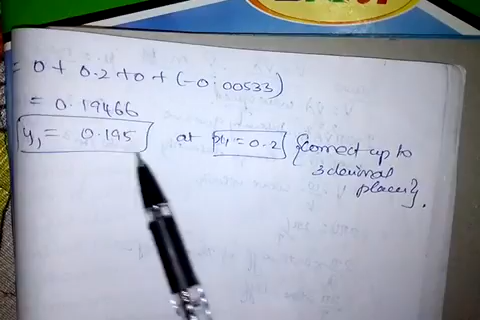 = 0 + 0.2 + 0 + (-0.00533)
= 0.19466
y₁ = 0.195 at x₁ = 0.2 {correct up to
3 decimal
places}.